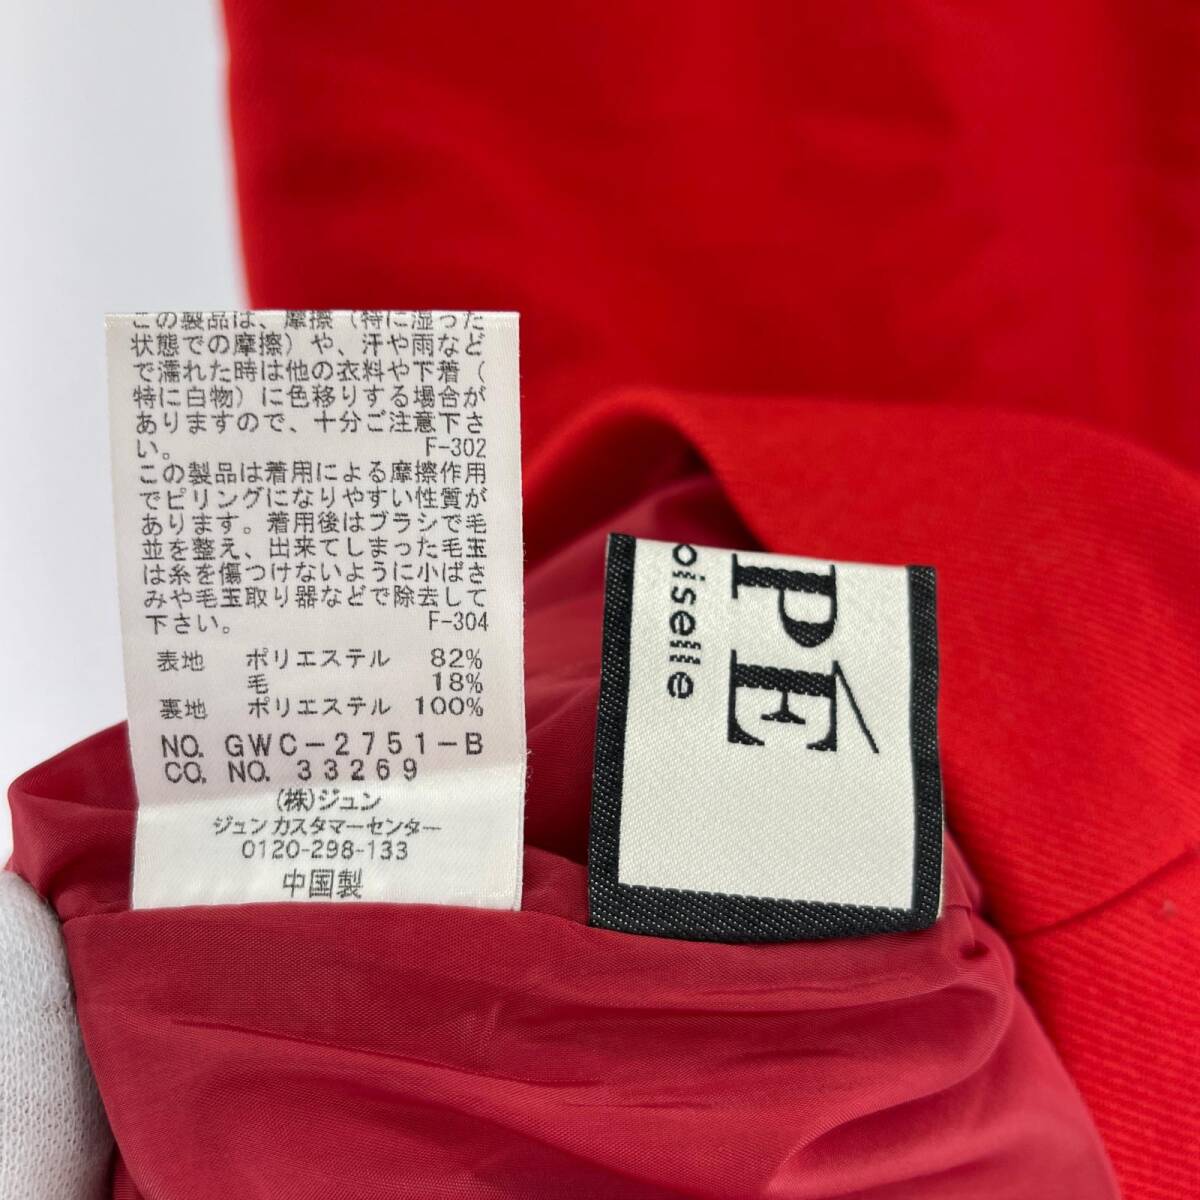 この製品は、摩擦（特に湿った
状態での摩擦）や、汗や雨など
で濡れた時は他の衣料や下着（
特に白物）に色移りする場合が
ありますので、十分ご注意下さ
い。 F-302
この製品は着用による摩擦作用
でピリングになりやすい性質が
あります。着用後はブラシで毛
並を整え、出来てしまった毛玉
は糸を傷つけないように小ばさ
みや毛玉取り器などで除去して
下さい。 F-304
表地 ポリエステル 82%
毛 18%
裏地 ポリエステル 100%
NO. GWC-2751-B
CO. NO. 33269
(株)ジュン
ジュン カスタマーセンター
0120-298-133
中国製
PÉ
oiselle